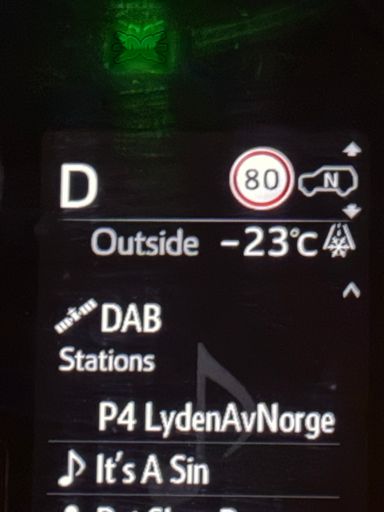 D 80 N
Outside -23°C
DAB
Stations
P4 LydenAvNorge
It's A Sin